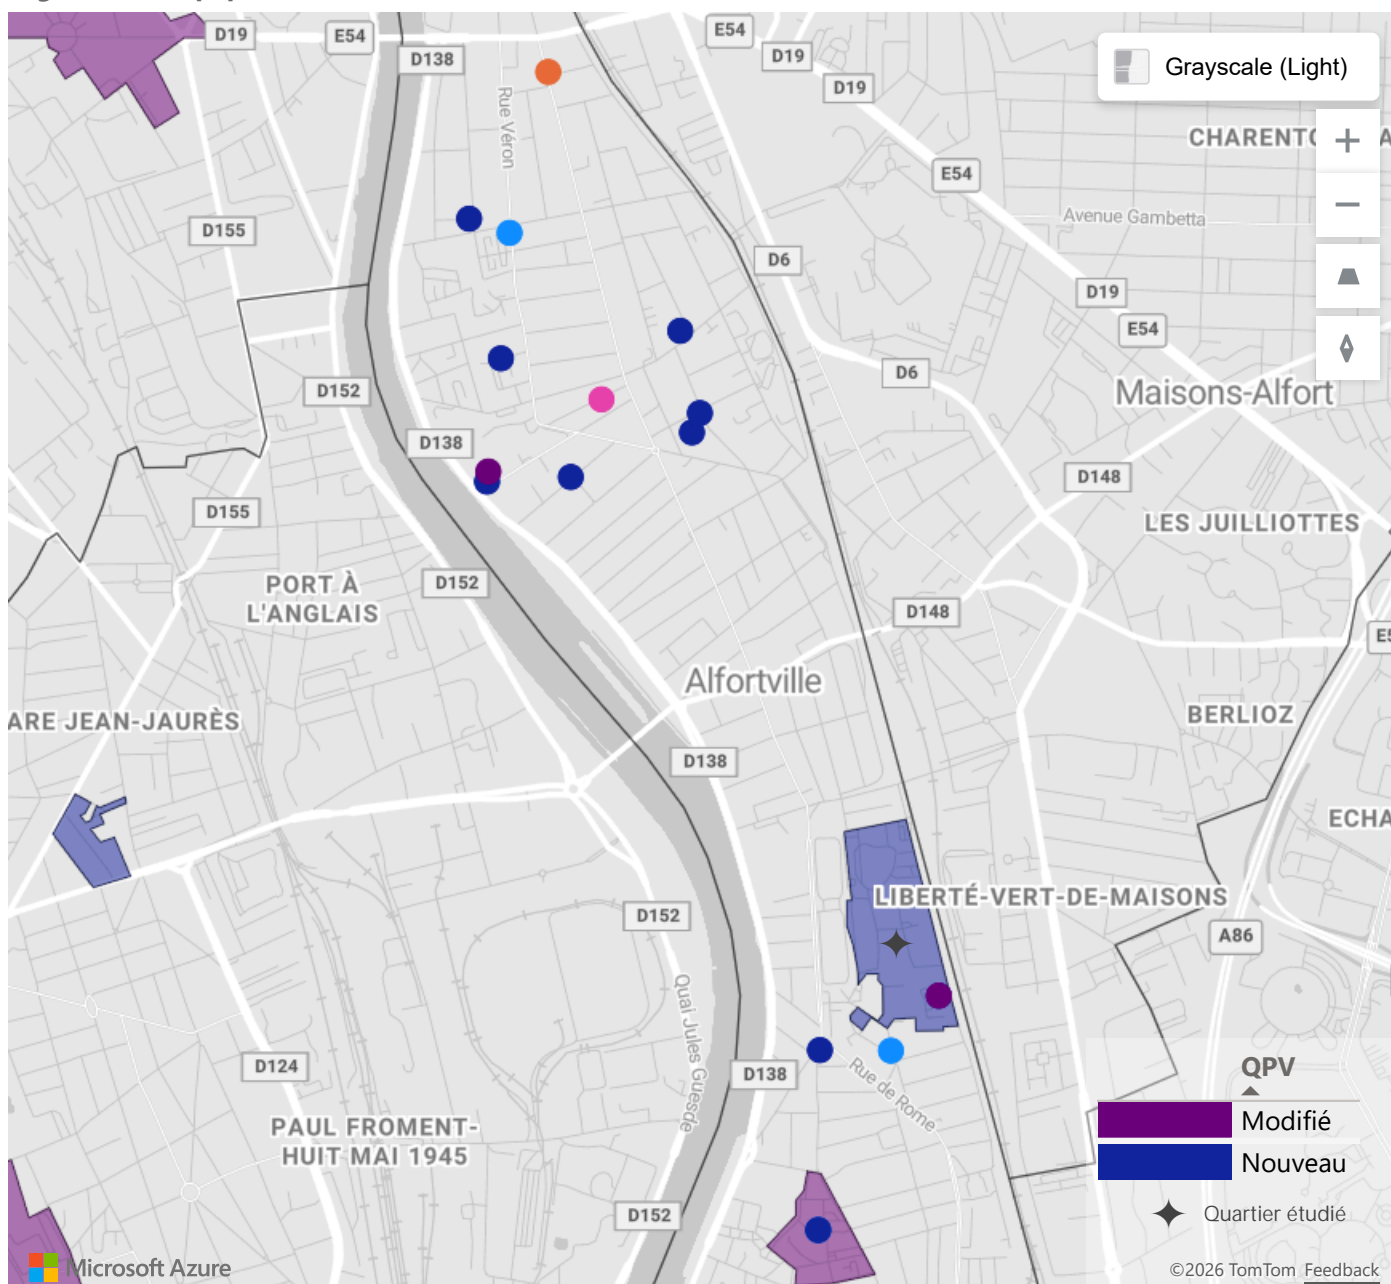 D19
E54
D138
E54
D19
D19
Grayscale (Light)
Rue Véron
CHARENTO
E54
D155
Avenue Gambetta
D6
D19
E54
D152
D6
Maisons-Alfort
D138
D148
D155
LES JUILLIOTTES
PORT À
L'ANGLAIS
D152
D148
E5
Alfortville
ARE JEAN-JAURÈS
BERLIOZ
D138
ECHA
LIBERTÉ-VERT-DE-MAISONS
D152
A86
Quai Jules Guesde
D124
D138
Rue de Rome
QPV
Modifié
Nouveau
PAUL FROMENT-
HUIT MAI 1945
D152
Quartier étudié
Microsoft Azure
©2026 TomTom Feedback